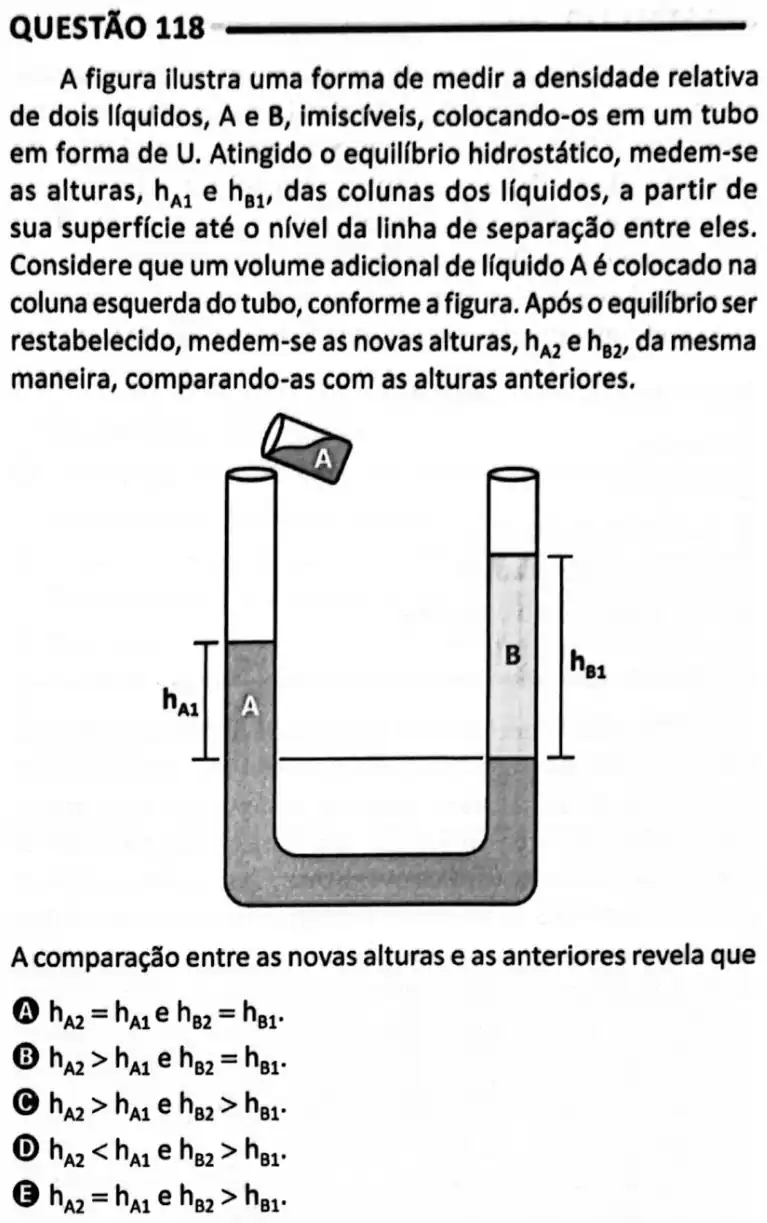 QUESTÃO 118
A figura ilustra uma forma de medir a densidade relativa
de dois líquidos, A e B, imiscíveis, colocando-os em um tubo
em forma de U. Atingido o equilíbrio hidrostático, medem-se
as alturas, hA1 e hB1, das colunas dos líquidos, a partir de
sua superfície até o nível da linha de separação entre eles.
Considere que um volume adicional de líquido A é colocado na
coluna esquerda do tubo, conforme a figura. Após o equilíbrio ser
restabelecido, medem-se as novas alturas, hA2 e hB2, da mesma
maneira, comparando-as com as alturas anteriores.
A
B
hB1
hA1
A
A comparação entre as novas alturas e as anteriores revela que
A hA2 = hA1 e hB2 = hB1.
B hA2 > hA1 e hB2 = hB1.
C hA2 > hA1 e hB2 > hB1.
D hA2 < hA1 e hB2 > hB1.
E hA2 = hA1 e hB2 > hB1.